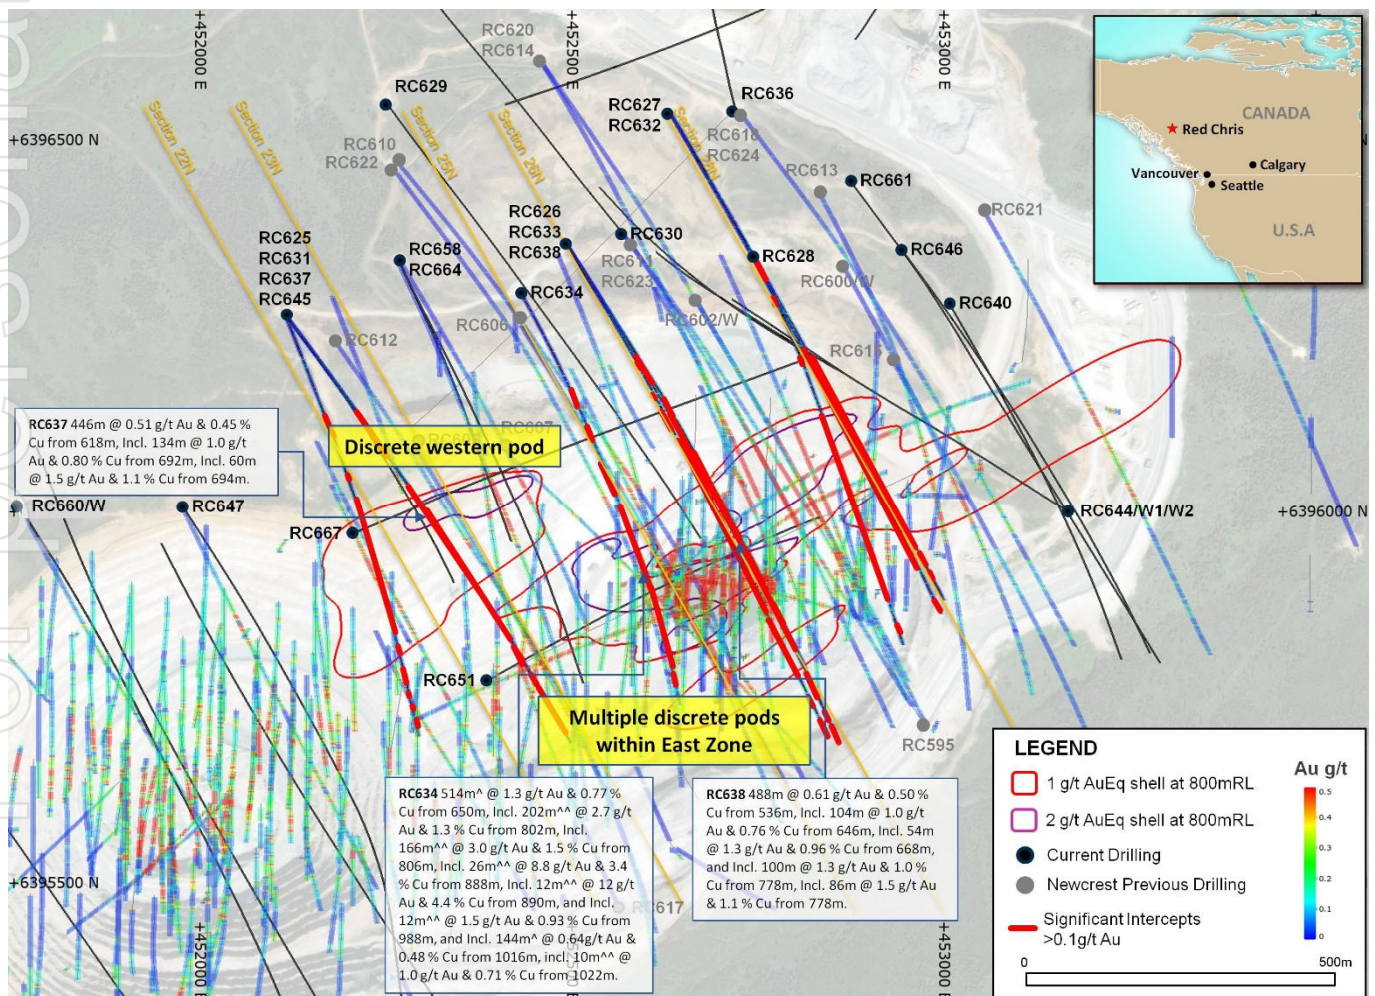 +452000 E
+452500 E
+453000 E
RC620
RC614
RC629
RC627
RC632
RC636
RC618
RC624
+6396500 N
N
Section 22N
Section 23N
Section 25N
Section 26N
RC610
RC622
RC613
RC661
RC621
RC625
RC631
RC637
RC645
RC658
RC664
RC626
RC633
RC638
RC630
RC611
RC623
RC628
RC600/W
RC646
RC634
RC606
RC602/W
RC640
RC612
RC615
CANADA
Red Chris
Calgary
Vancouver
Seattle
U.S.A
RC637 446m @ 0.51 g/t Au & 0.45 %
Cu from 618m, Incl. 134m @ 1.0 g/t
Au & 0.80 % Cu from 692m, Incl. 60m
@ 1.5 g/t Au & 1.1 % Cu from 694m.
Discrete western pod
RC660/W
RC647
RC667
RC644/W1/W2
+6396000 N
RC651
Multiple discrete pods
within East Zone
RC595
RC634 514m^ @ 1.3 g/t Au & 0.77 %
Cu from 650m, Incl. 202m^^ @ 2.7 g/t
Au & 1.3 % Cu from 802m, Incl.
166m^^ @ 3.0 g/t Au & 1.5 % Cu from
806m, Incl. 26m^^ @ 8.8 g/t Au & 3.4
% Cu from 888m, Incl. 12m^^ @ 12 g/t
Au & 4.4 % Cu from 890m, and Incl.
12m^^ @ 1.5 g/t Au & 0.93 % Cu from
988m, and Incl. 144m^ @ 0.64g/t Au &
0.48 % Cu from 1016m, incl. 10m^^ @
1.0 g/t Au & 0.71 % Cu from 1022m.
RC638 488m @ 0.61 g/t Au & 0.50 %
Cu from 536m, Incl. 104m @ 1.0 g/t
Au & 0.76 % Cu from 646m, Incl. 54m
@ 1.3 g/t Au & 0.96 % Cu from 668m,
and Incl. 100m @ 1.3 g/t Au & 1.0 %
Cu from 778m, Incl. 86m @ 1.5 g/t Au
& 1.1 % Cu from 778m.
RC617
+6395500 N
+452000 E
+453000 E
LEGEND
1 g/t AuEq shell at 800mRL
2 g/t AuEq shell at 800mRL
Current Drilling
Newcrest Previous Drilling
Significant Intercepts
>0.1g/t Au
Au g/t
0.5
0.4
0.3
0.2
0.1
0
0
500m